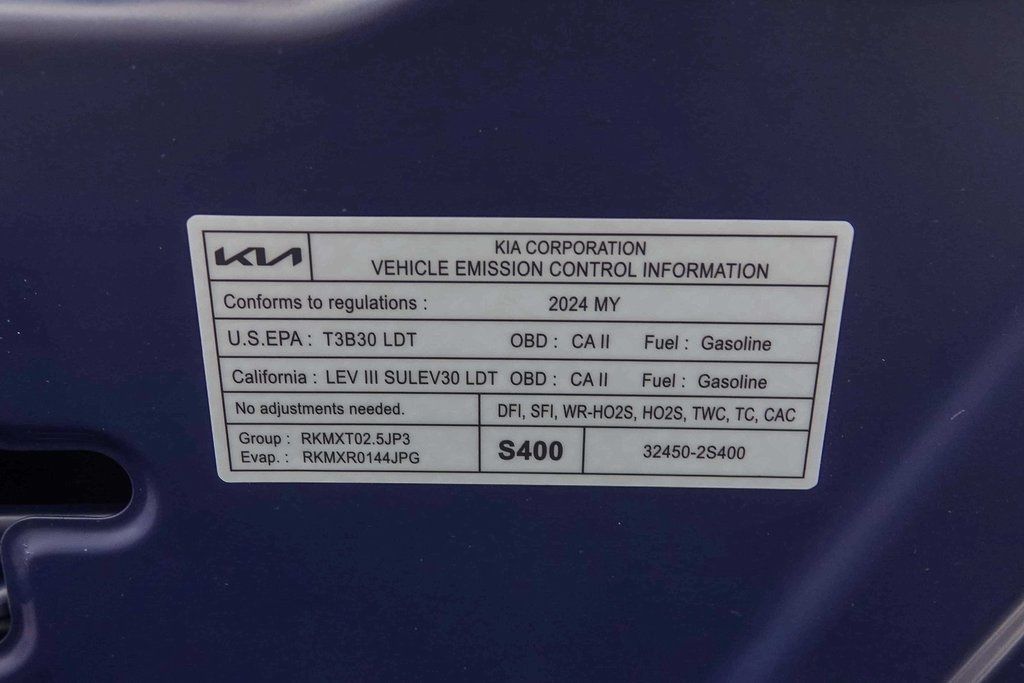 KIA
KIA CORPORATION
VEHICLE EMISSION CONTROL INFORMATION
Conforms to regulations : 2024 MY
U.S.EPA : T3B30 LDT OBD : CA II Fuel : Gasoline
California : LEV III SULEV30 LDT OBD : CA II Fuel : Gasoline
No adjustments needed. DFI, SFI, WR-HO2S, HO2S, TWC, TC, CAC
Group : RKMXT02.5JP3
Evap. : RKMXR0144JPG
S400 32450-2S400